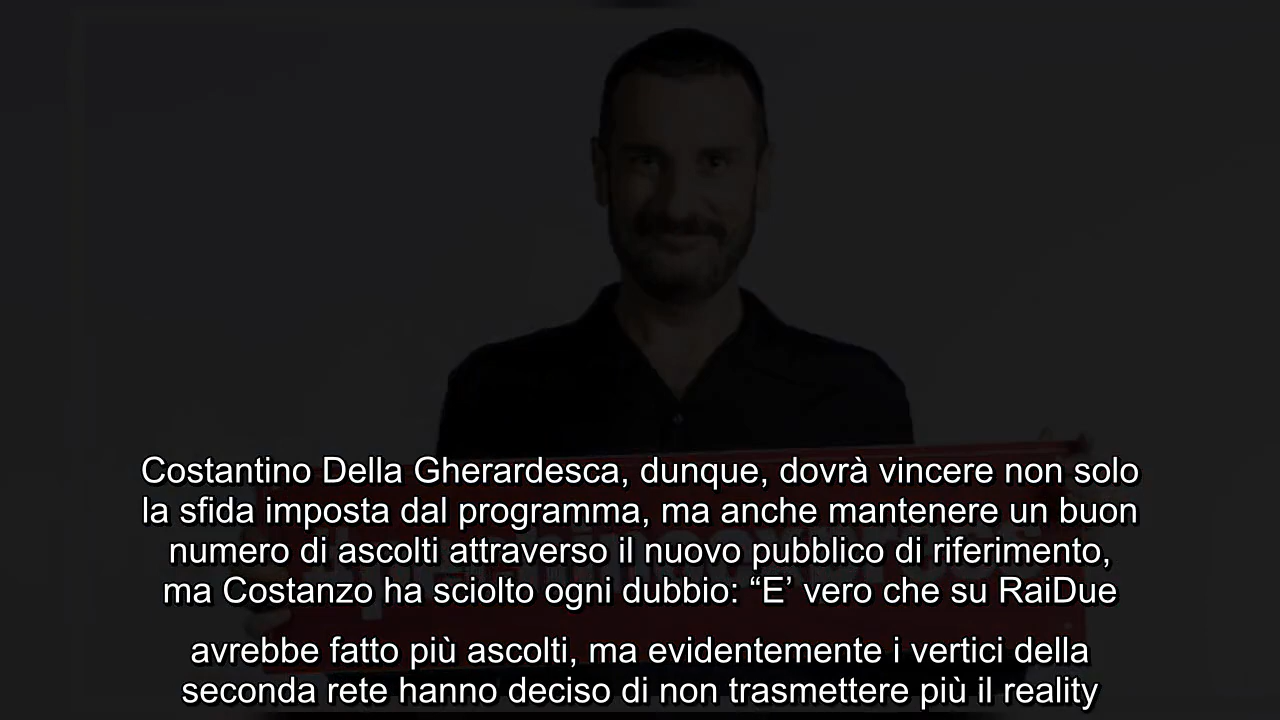 Costantino Della Gherardesca, dunque, dovrà vincere non solo
la sfida imposta dal programma, ma anche mantenere un buon
numero di ascolti attraverso il nuovo pubblico di riferimento,
ma Costanzo ha sciolto ogni dubbio: “E’ vero che su RaiDue
avrebbe fatto più ascolti, ma evidentemente i vertici della
seconda rete hanno deciso di non trasmettere più il reality